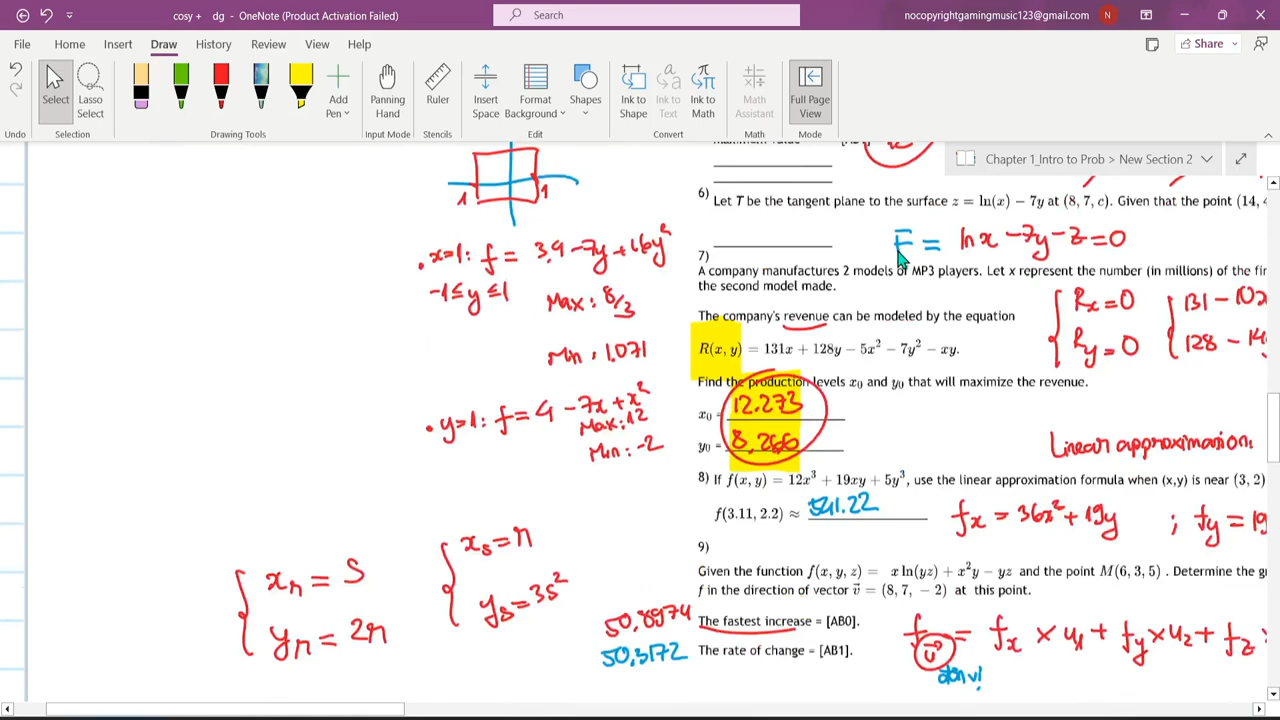 cosy + dg - OneNote (Product Activation Failed)
Search
nocopyrightgamingmusic123@gmail.com
N
File Home Insert Draw History Review View Help
Share
Select
Lasso Select
Add Pen
Panning Hand
Ruler
Insert Space
Format Background
Shapes
Ink to Shape
Ink to Text
Ink to Math
Math Assistant
Full Page View
Undo Selection Drawing Tools Input Mode Stencils Edit Convert Math Mode
Chapter 1_Intro to Prob > New Section 2
1 1
6) Let T be the tangent plane to the surface z = ln(x) − 7y at (8, 7, c). Given that the point (14,
F = lnx −7y −z = 0
.x=1: f = 3,9 −7y + 16y²
-1 ≤ y ≤ 1
Max: 8/3
Min: 1.071
.y=1: f = 4 −7x + x²
Max: 12
Min: -2
7)
A company manufactures 2 models of MP3 players. Let x represent the number (in millions) of the fir
the second model made.
The company's revenue can be modeled by the equation
R(x, y) = 131x + 128y − 5x² − 7y² − xy.
Rx = 0
Ry = 0
131 − 10x
128 − 14
Find the production levels x₀ and y₀ that will maximize the revenue.
x₀ = 12.273
y₀ = 8,266
Linear approximation:
8) If f(x, y) = 12x³ + 19xy + 5y³, use the linear approximation formula when (x,y) is near (3, 2)
f(3.11, 2.2) ≈ 541.22
fx = 36x² + 19y ; fy = 19
9)
Given the function f(x, y, z) = x ln(yz) + x²y − yz and the point M(6, 3, 5) . Determine the g
f in the direction of vector v⃗ = (8, 7, − 2) at this point.
xr = s
yr = 2r
xs = r
ys = 3s²
50,8974
The fastest increase = [AB0].
50,3172
The rate of change = [AB1].
fv⃗ = fx × u1 + fy × u2 + fz ×
đơn vị